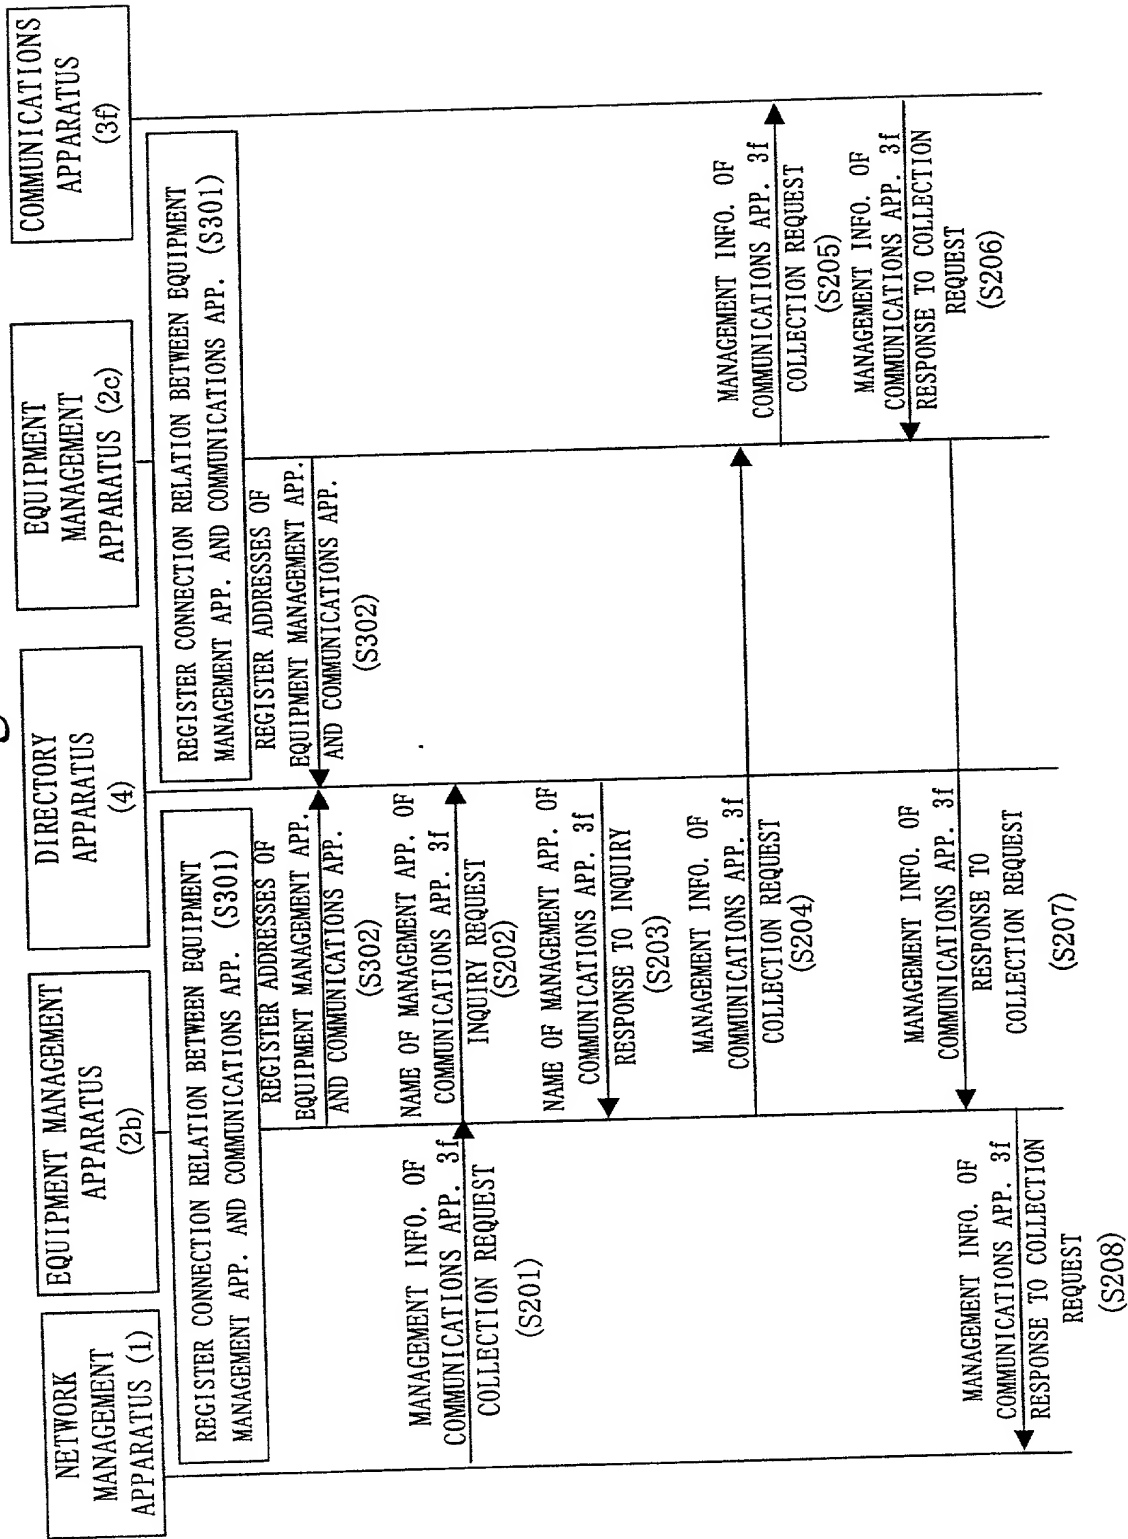 NETWORK
MANAGEMENT
APPARATUS (1)
EQUIPMENT MANAGEMENT
APPARATUS
(2b)
DIRECTORY
APPARATUS
(4)
EQUIPMENT
MANAGEMENT
APPARATUS (2c)
COMMUNICATIONS
APPARATUS
(3f)
REGISTER CONNECTION RELATION BETWEEN EQUIPMENT
MANAGEMENT APP. AND COMMUNICATIONS APP. (S301)
REGISTER CONNECTION RELATION BETWEEN EQUIPMENT
MANAGEMENT APP. AND COMMUNICATIONS APP. (S301)
REGISTER ADDRESSES OF
EQUIPMENT MANAGEMENT APP.
AND COMMUNICATIONS APP.
(S302)
REGISTER ADDRESSES OF
EQUIPMENT MANAGEMENT APP.
AND COMMUNICATIONS APP.
(S302)
MANAGEMENT INFO. OF
COMMUNICATIONS APP. 3f
COLLECTION REQUEST
(S201)
NAME OF MANAGEMENT APP. OF
COMMUNICATIONS APP. 3f
INQUIRY REQUEST
(S202)
NAME OF MANAGEMENT APP. OF
COMMUNICATIONS APP. 3f
RESPONSE TO INQUIRY
(S203)
MANAGEMENT INFO. OF
COMMUNICATIONS APP. 3f
COLLECTION REQUEST
(S204)
MANAGEMENT INFO. OF
COMMUNICATIONS APP. 3f
COLLECTION REQUEST
(S205)
MANAGEMENT INFO. OF
COMMUNICATIONS APP. 3f
RESPONSE TO COLLECTION
REQUEST
(S206)
MANAGEMENT INFO. OF
COMMUNICATIONS APP. 3f
RESPONSE TO
COLLECTION REQUEST
(S207)
MANAGEMENT INFO. OF
COMMUNICATIONS APP. 3f
RESPONSE TO COLLECTION
REQUEST
(S208)